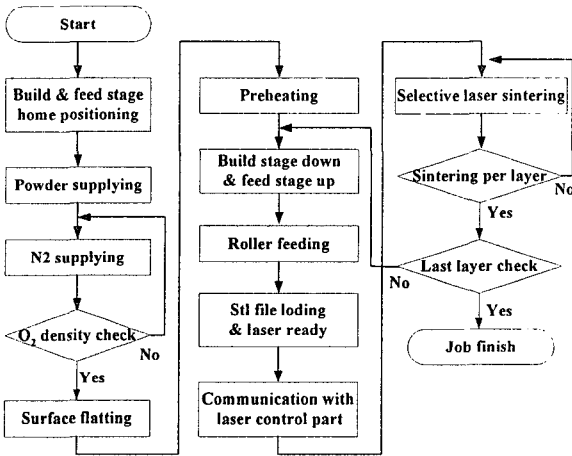 Start
Build & feed stage
home positioning
Powder supplying
N2 supplying
O2 density check
No
Yes
Surface flatting
Preheating
Build stage down
& feed stage up
Roller feeding
Stl file loding
& laser ready
Communication with
laser control part
Selective laser sintering
Sintering per layer
No
Yes
Last layer check
No
Yes
Job finish